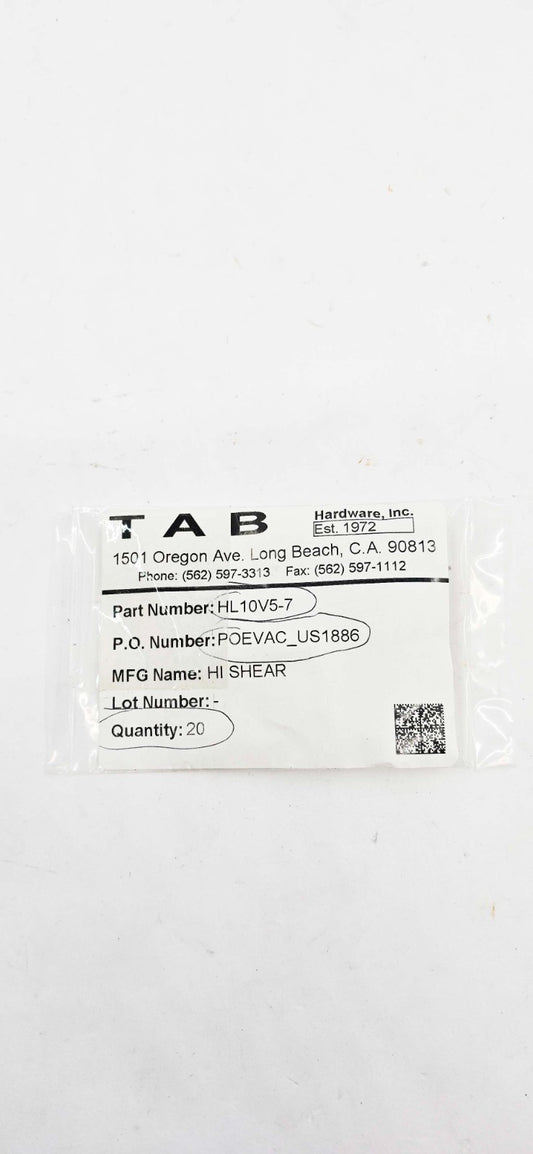 TAB Hardware, Inc.
Est. 1972
1501 Oregon Ave. Long Beach, C.A. 90813
Phone: (562) 597-3313 Fax: (562) 597-1112
Part Number: HL10V5-7
P.O. Number: POEVAC_US1886
MFG Name: HI SHEAR
Lot Number: -
Quantity: 20